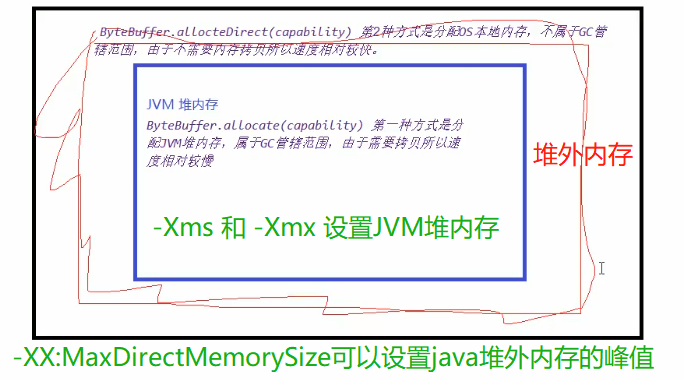 ByteBuffer.allocteDirect(capability) 第2种方式是分配OS本地内存，不属于GC管
辖范围，由于不需要内存拷贝所以速度相对较快。
JVM 堆内存
ByteBuffer.allocate(capability) 第一种方式是分
配JVM堆内存，属于GC管辖范围，由于需要拷贝所以速
度相对较慢
堆外内存
-Xms 和 -Xmx 设置JVM堆内存
-XX:MaxDirectMemorySize可以设置java堆外内存的峰值